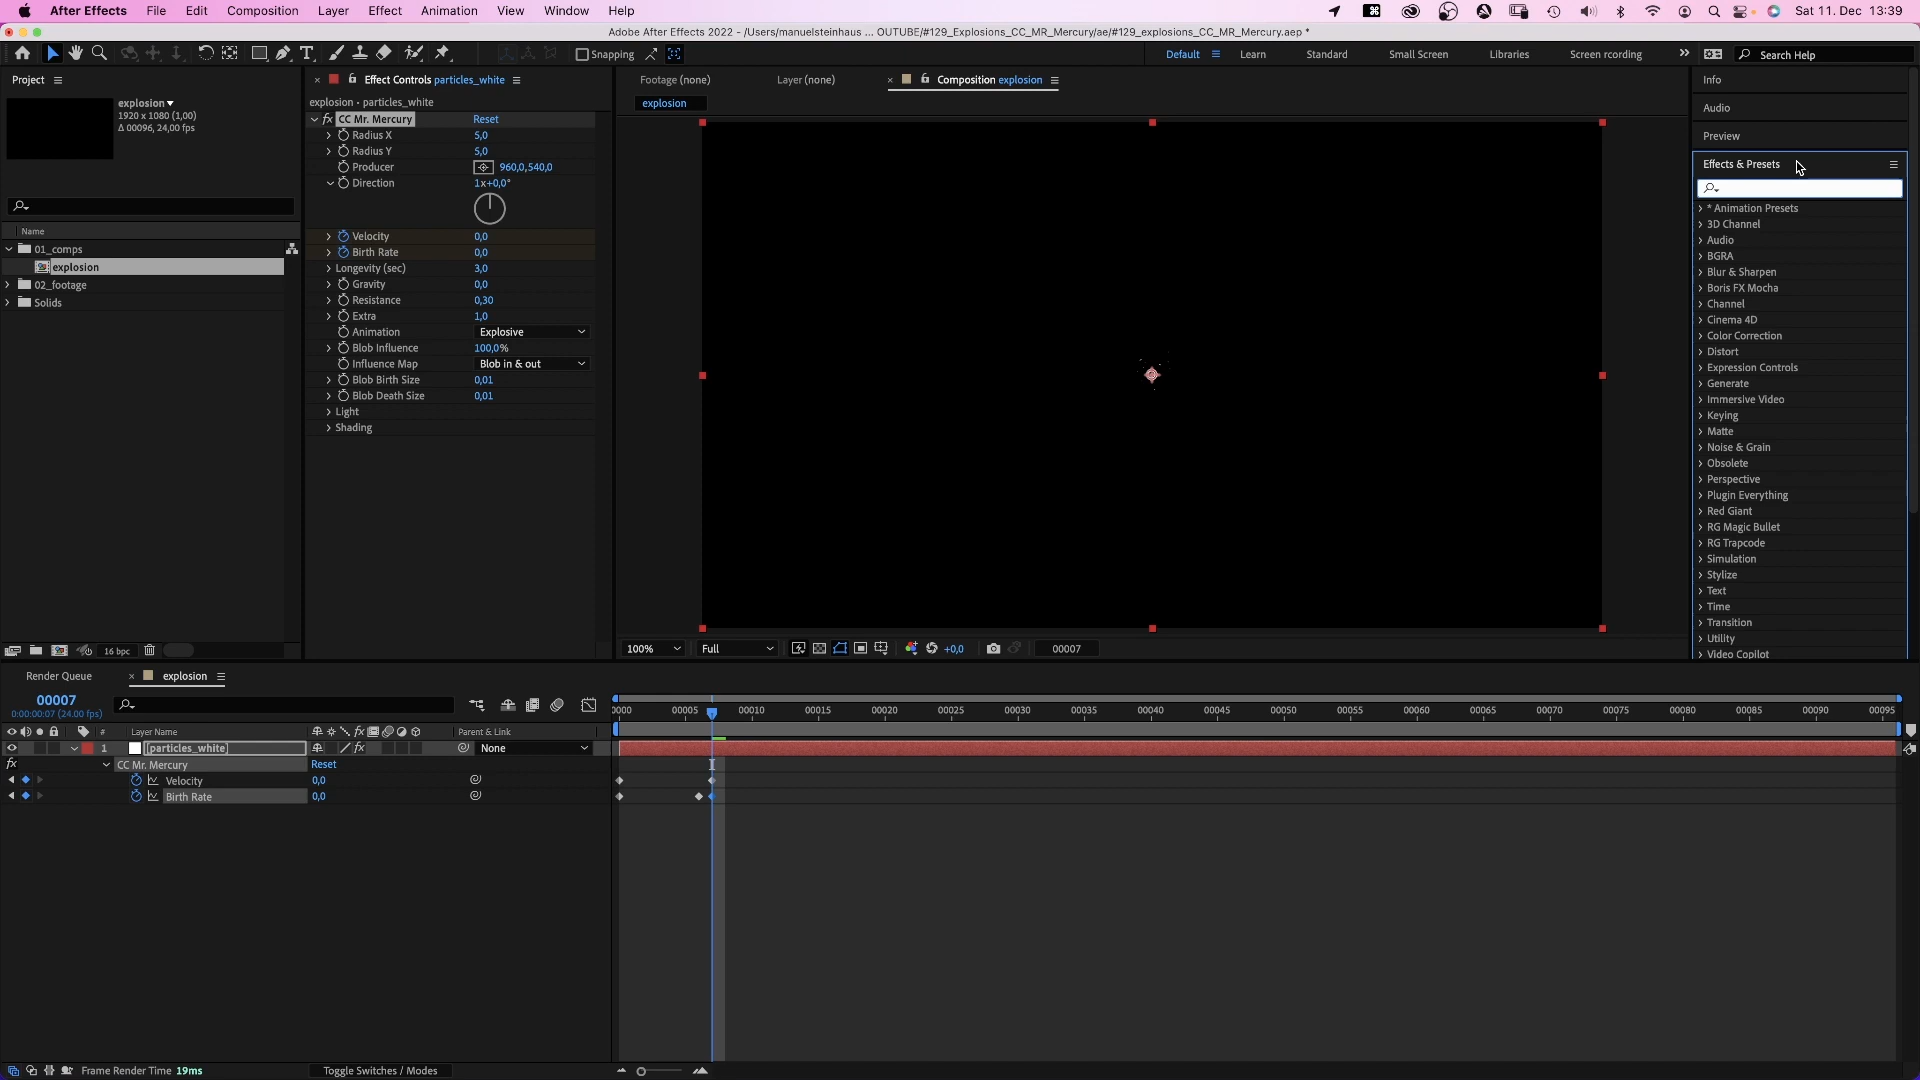 After Effects File Edit Composition Layer Effect Animation View Window Help Sat 11. Dec 13:39
Adobe After Effects 2022 - /Users/manuelsteinhaus ... OUTUBE/#129_Explosions_CC_MR_Mercury/ae/#129_explosions_CC_MR_Mercury.aep *
Snapping Default Learn Standard Small Screen Libraries Screen recording Search Help
Project
explosion
1920 x 1080 (1,00)
Δ 00096, 24,00 fps
Name
01_comps
explosion
02_footage
Solids
16 bpc
Effect Controls particles_white
explosion · particles_white
fx CC Mr. Mercury Reset
Radius X 5,0
Radius Y 5,0
Producer 960,0,540,0
Direction 1x+0,0°
Velocity 0,0
Birth Rate 0,0
Longevity (sec) 3,0
Gravity 0,0
Resistance 0,30
Extra 1,0
Animation Explosive
Blob Influence 100,0%
Influence Map Blob in & out
Blob Birth Size 0,01
Blob Death Size 0,01
Light
Shading
Footage (none) Layer (none) Composition explosion
explosion
100% Full +0,0 00007
Info
Audio
Preview
Effects & Presets
* Animation Presets
3D Channel
Audio
BGRA
Blur & Sharpen
Boris FX Mocha
Channel
Cinema 4D
Color Correction
Distort
Expression Controls
Generate
Immersive Video
Keying
Matte
Noise & Grain
Obsolete
Perspective
Plugin Everything
Red Giant
RG Magic Bullet
RG Trapcode
Simulation
Stylize
Text
Time
Transition
Utility
Video Copilot
Render Queue explosion
00007
0:00:00:07 (24.00 fps)
0000 00005 00010 00015 00020 00025 00030 00035 00040 00045 00050 00055 00060 00065 00070 00075 00080 00085 00090 00095
# Layer Name Parent & Link
1 [particles_white] None
fx CC Mr. Mercury Reset
Velocity 0,0
Birth Rate 0,0
Frame Render Time 19ms Toggle Switches / Modes